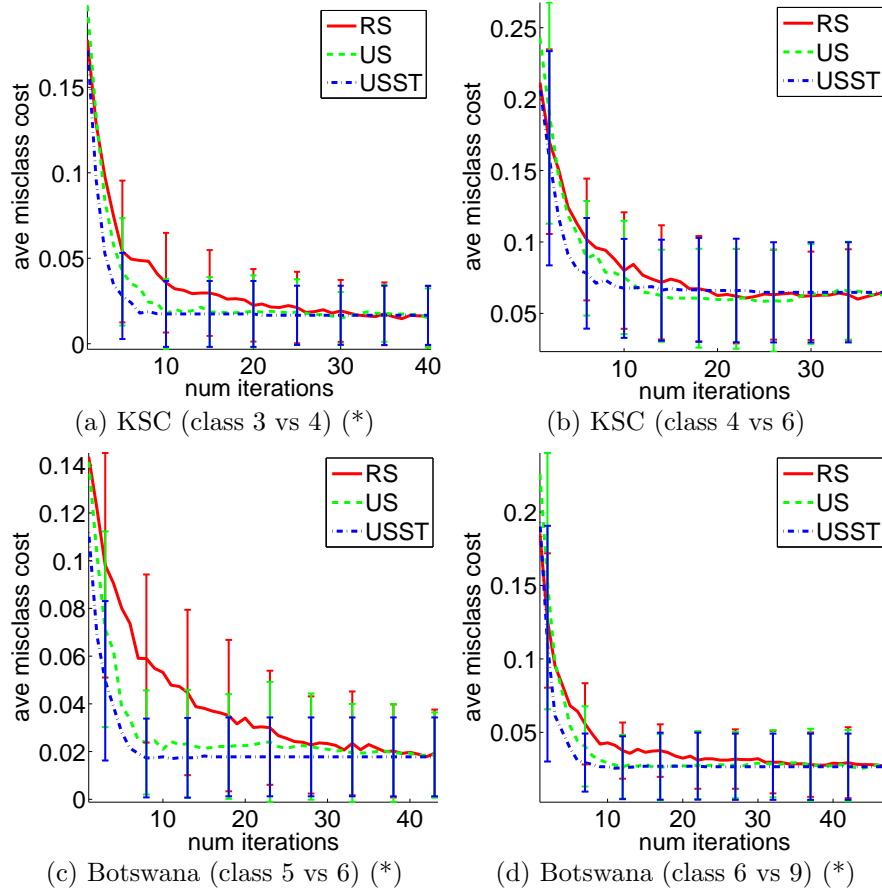 RS
US
USST
ave misclass cost
0.15
0.1
0.05
0
10
20
30
40
num iterations
(a) KSC (class 3 vs 4) (*)
RS
US
USST
ave misclass cost
0.25
0.2
0.15
0.1
0.05
10
20
30
num iterations
(b) KSC (class 4 vs 6)
RS
US
USST
ave misclass cost
0.14
0.12
0.1
0.08
0.06
0.04
0.02
0
10
20
30
40
num iterations
(c) Botswana (class 5 vs 6) (*)
RS
US
USST
ave misclass cost
0.2
0.15
0.1
0.05
10
20
30
40
num iterations
(d) Botswana (class 6 vs 9) (*)